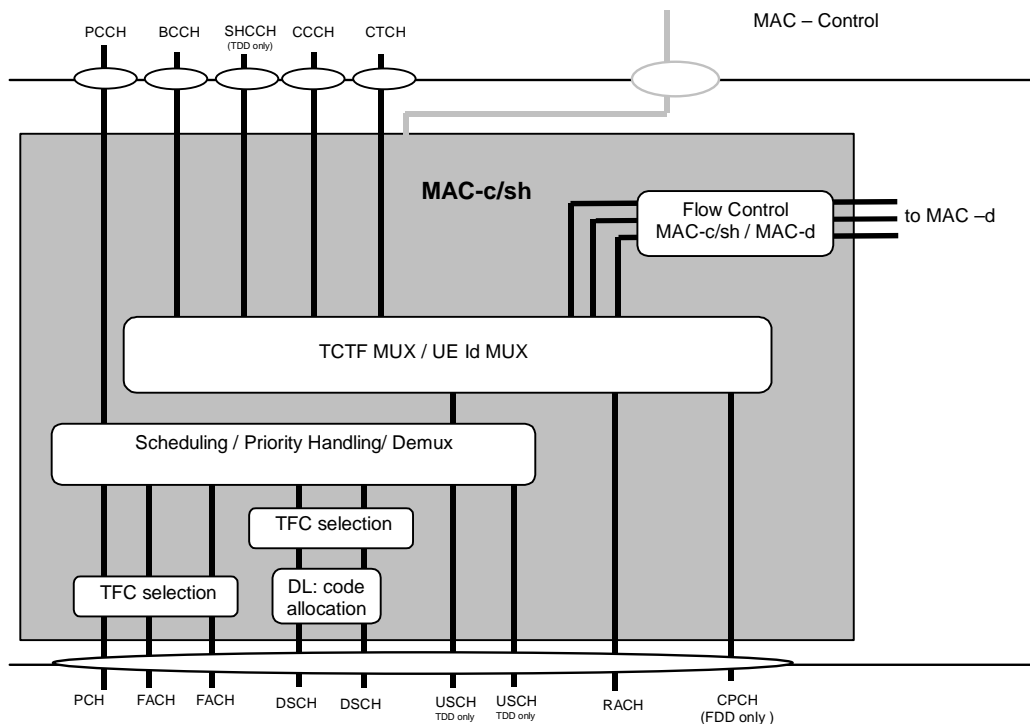 MAC – Control
PCCH BCCH SHCCH CCCH CTCH
(TDD only)
MAC-c/sh
Flow Control
MAC-c/sh / MAC-d
to MAC –d
TCTF MUX / UE Id MUX
Scheduling / Priority Handling/ Demux
TFC selection
TFC selection
DL: code
allocation
PCH FACH FACH DSCH DSCH USCH USCH RACH CPCH
TDD only TDD only (FDD only )